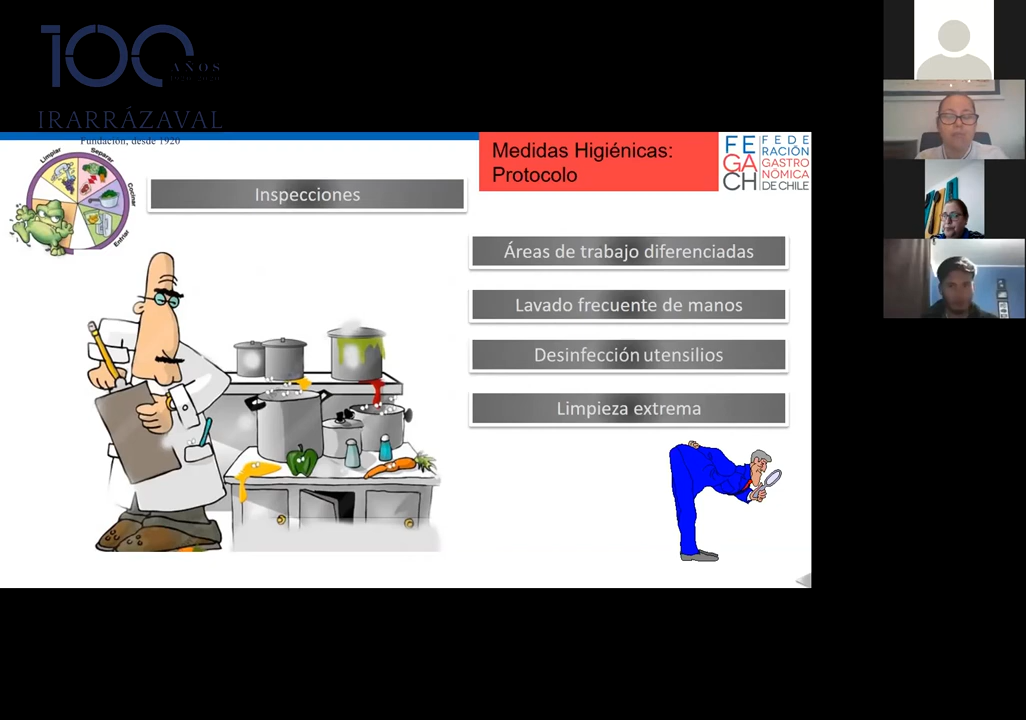 100
AÑOS
IRARRÁZAVAL
Fundación, desde 1920
Medidas Higiénicas:
Protocolo
FE
GA
CH
FEDE
RACIÓN
GASTRO
NÓMICA
DE CHILE
Limpiar
Separar
Cocinar
Enfriar
Inspecciones
Áreas de trabajo diferenciadas
Lavado frecuente de manos
Desinfección utensilios
Limpieza extrema